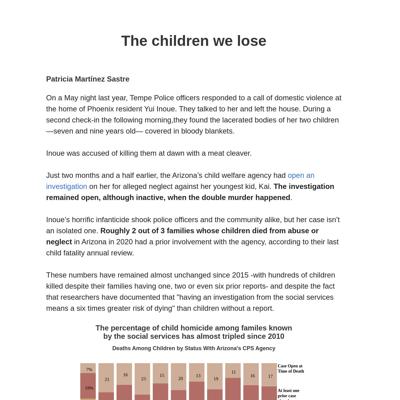 The children we lose
Patricia Martínez Sastre
On a May night last year, Tempe Police officers responded to a call of domestic violence at
the home of Phoenix resident Yui Inoue. They talked to her and left the house. During a
second check-in the following morning,they found the lacerated bodies of her two children
—seven and nine years old— covered in bloody blankets.
Inoue was accused of killing them at dawn with a meat cleaver.
Just two months and a half earlier, the Arizona's child welfare agency had open an
investigation on her for alleged neglect against her youngest kid, Kai. The investigation
remained open, although inactive, when the double murder happened.
Inoue's horrific infanticide shook police officers and the community alike, but her case isn't
an isolated one. Roughly 2 out of 3 families whose children died from abuse or
neglect in Arizona in 2020 had a prior involvement with the agency, according to their last
child fatality annual review.
These numbers have remained almost unchanged since 2015 -with hundreds of children
killed despite their families having one, two or even six prior reports- and despite the fact
that researchers have documented that "having an investigation from the social services
means a six times greater risk of dying" than children without a report.
The percentage of child homicide among familes known
by the social services has almost tripled since 2010
Deaths Among Children by Status With Arizona's CPS Agency
Case Open at
Time of Death
7% 21 16 23 15 20 13 19 11 16 17
19%
At least one
prior case